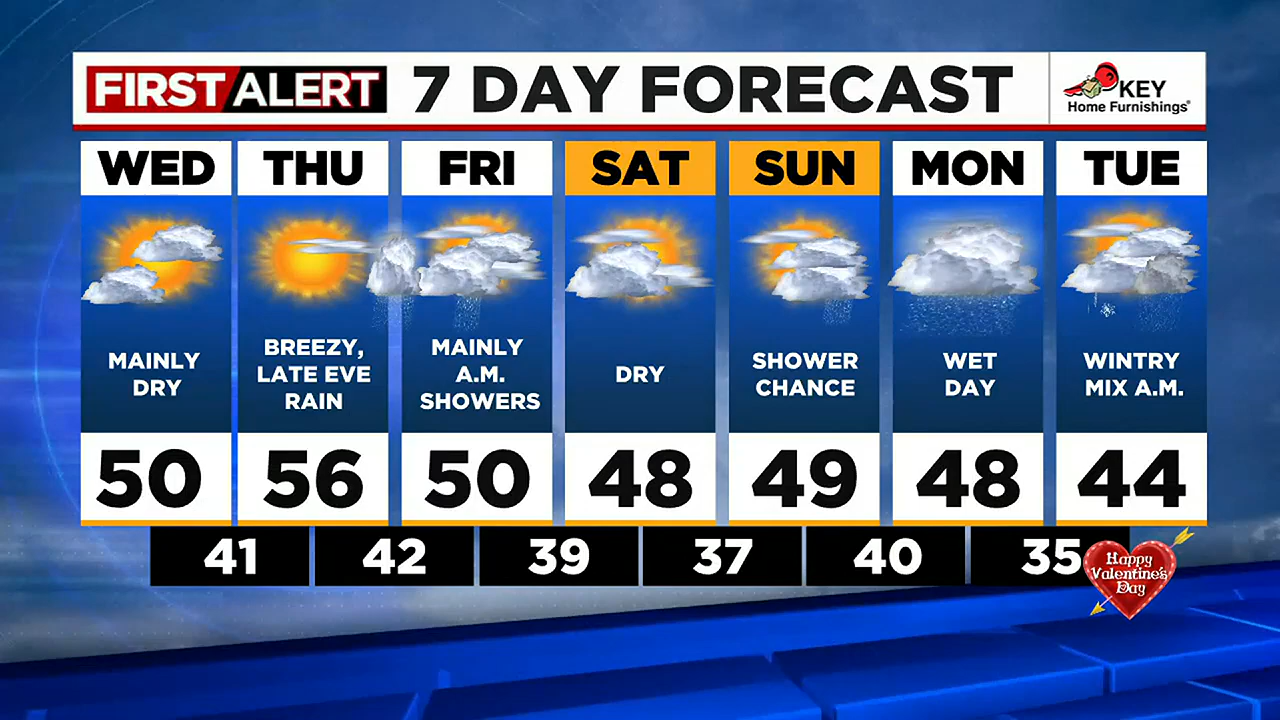 FIRST ALERT 7 DAY FORECAST
KEY
Home Furnishings®
WED THU FRI SAT SUN MON TUE
MAINLY
DRY
BREEZY,
LATE EVE
RAIN
MAINLY
A.M.
SHOWERS
DRY
SHOWER
CHANCE
WET
DAY
WINTRY
MIX A.M.
50 56 50 48 49 48 44
41 42 39 37 40 35
Happy
Valentine's
Day